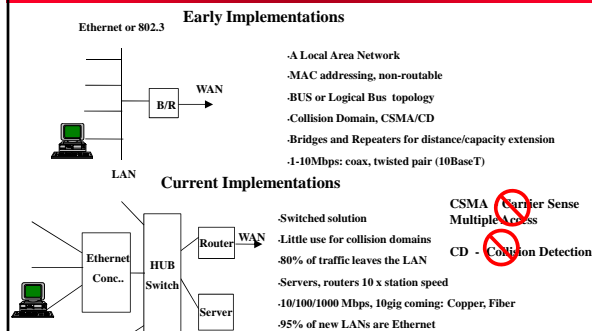 Early Implementations
Ethernet or 802.3
·A Local Area Network
·MAC addressing, non-routable
·BUS or Logical Bus topology
·Collision Domain, CSMA/CD
·Bridges and Repeaters for distance/capacity extension
·1-10Mbps: coax, twisted pair (10BaseT)
B/R
WAN
LAN
Current Implementations
·Switched solution
·Little use for collision domains
·80% of traffic leaves the LAN
·Servers, routers 10 x station speed
·10/100/1000 Mbps, 10gig coming: Copper, Fiber
·95% of new LANs are Ethernet
CSMA Carrier Sense
Multiple Access
CD - Collision Detection
Ethernet
Conc..
HUB
Switch
Router
WAN
Server